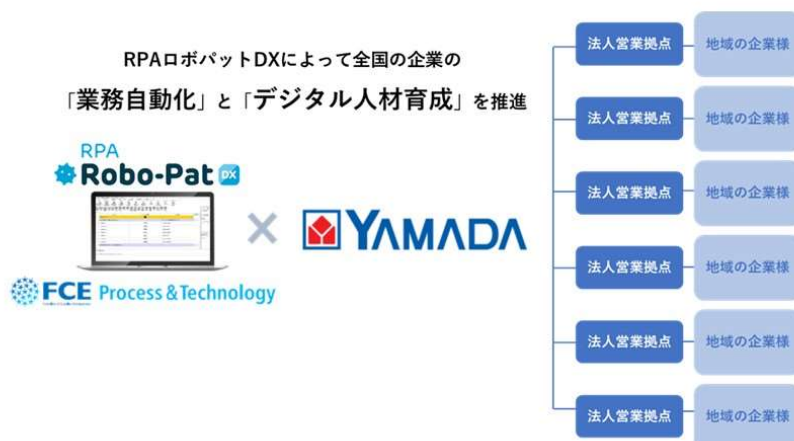 RPAロボパットDXによって全国の企業の
「業務自動化」と「デジタル人材育成」を推進
RPA
Robo-Pat DX
FCE Process & Technology
×
YAMADA
法人営業拠点 地域の企業様
法人営業拠点 地域の企業様
法人営業拠点 地域の企業様
法人営業拠点 地域の企業様
法人営業拠点 地域の企業様
法人営業拠点 地域の企業様